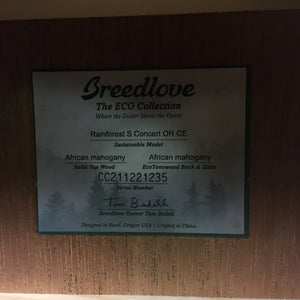 Breedlove
The ECO Collection
Where the Guitar Meets the Forest
Rainforest S Concert OR CE
Sustainable Model
African mahogany African mahogany
Solid Top Wood EcoTonewood Back & Sides
CC211221235
Serial Number
Tom Bedell
Breedlove Owner Tom Bedell
Designed in Bend, Oregon USA | Crafted in China